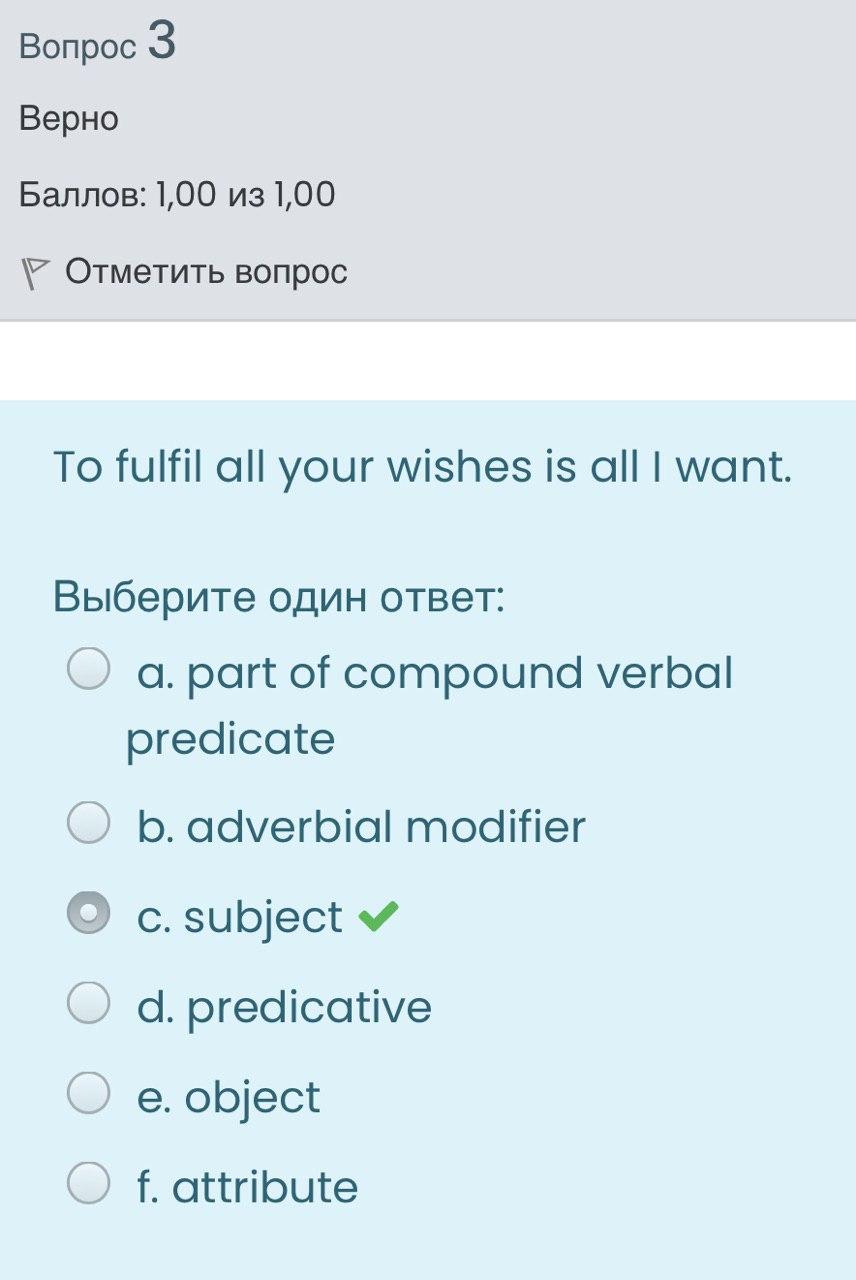 Вопрос 3
Верно
Баллов: 1,00 из 1,00
Отметить вопрос
To fulfil all your wishes is all I want.
Выберите один ответ:
a. part of compound verbal
predicate
b. adverbial modifier
c. subject
d. predicative
e. object
f. attribute